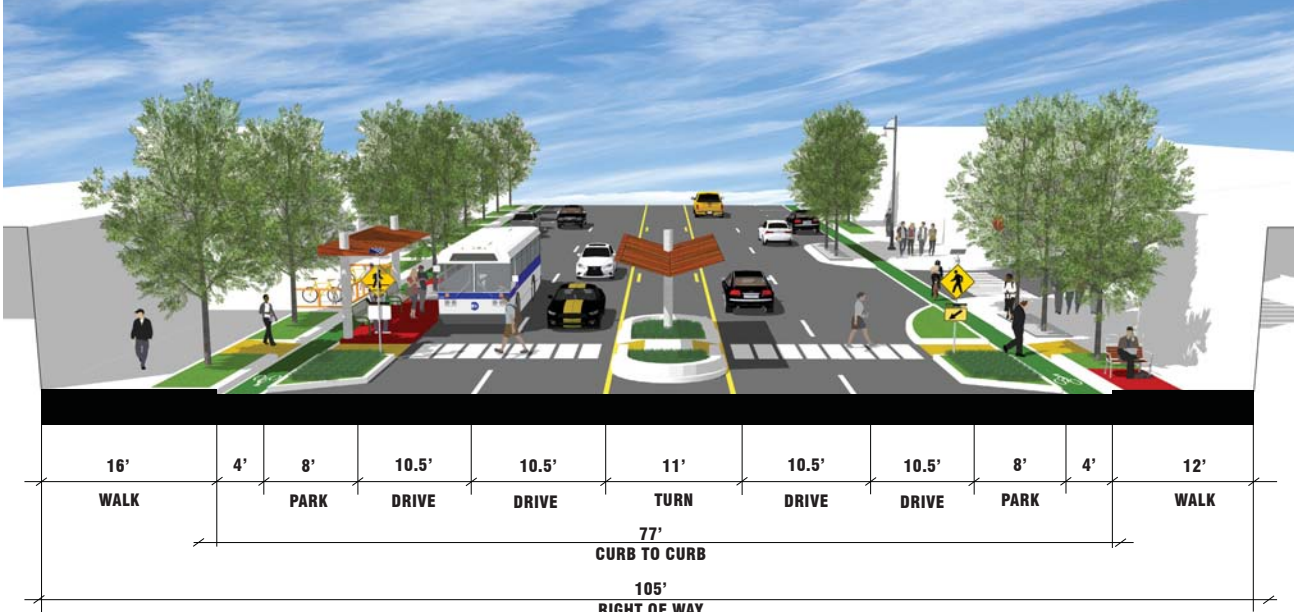 16' 4' 8' 10.5' 10.5' 11' 10.5' 10.5' 8' 4' 12'
WALK PARK DRIVE DRIVE TURN DRIVE DRIVE PARK WALK
77'
CURB TO CURB
105'
RIGHT OF WAY